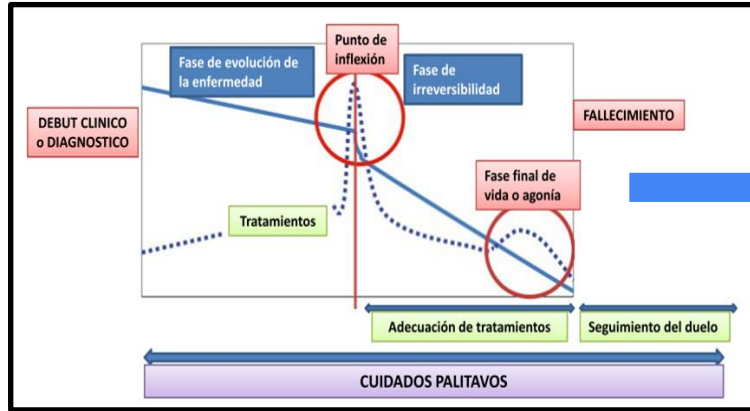 Punto de
inflexión
Fase de evolución de
la enfermedad
Fase de
irreversibilidad
DEBUT CLINICO
o DIAGNOSTICO
FALLECIMIENTO
Fase final de
vida o agonía
Tratamientos
Adecuación de tratamientos
Seguimiento del duelo
CUIDADOS PALITAVOS